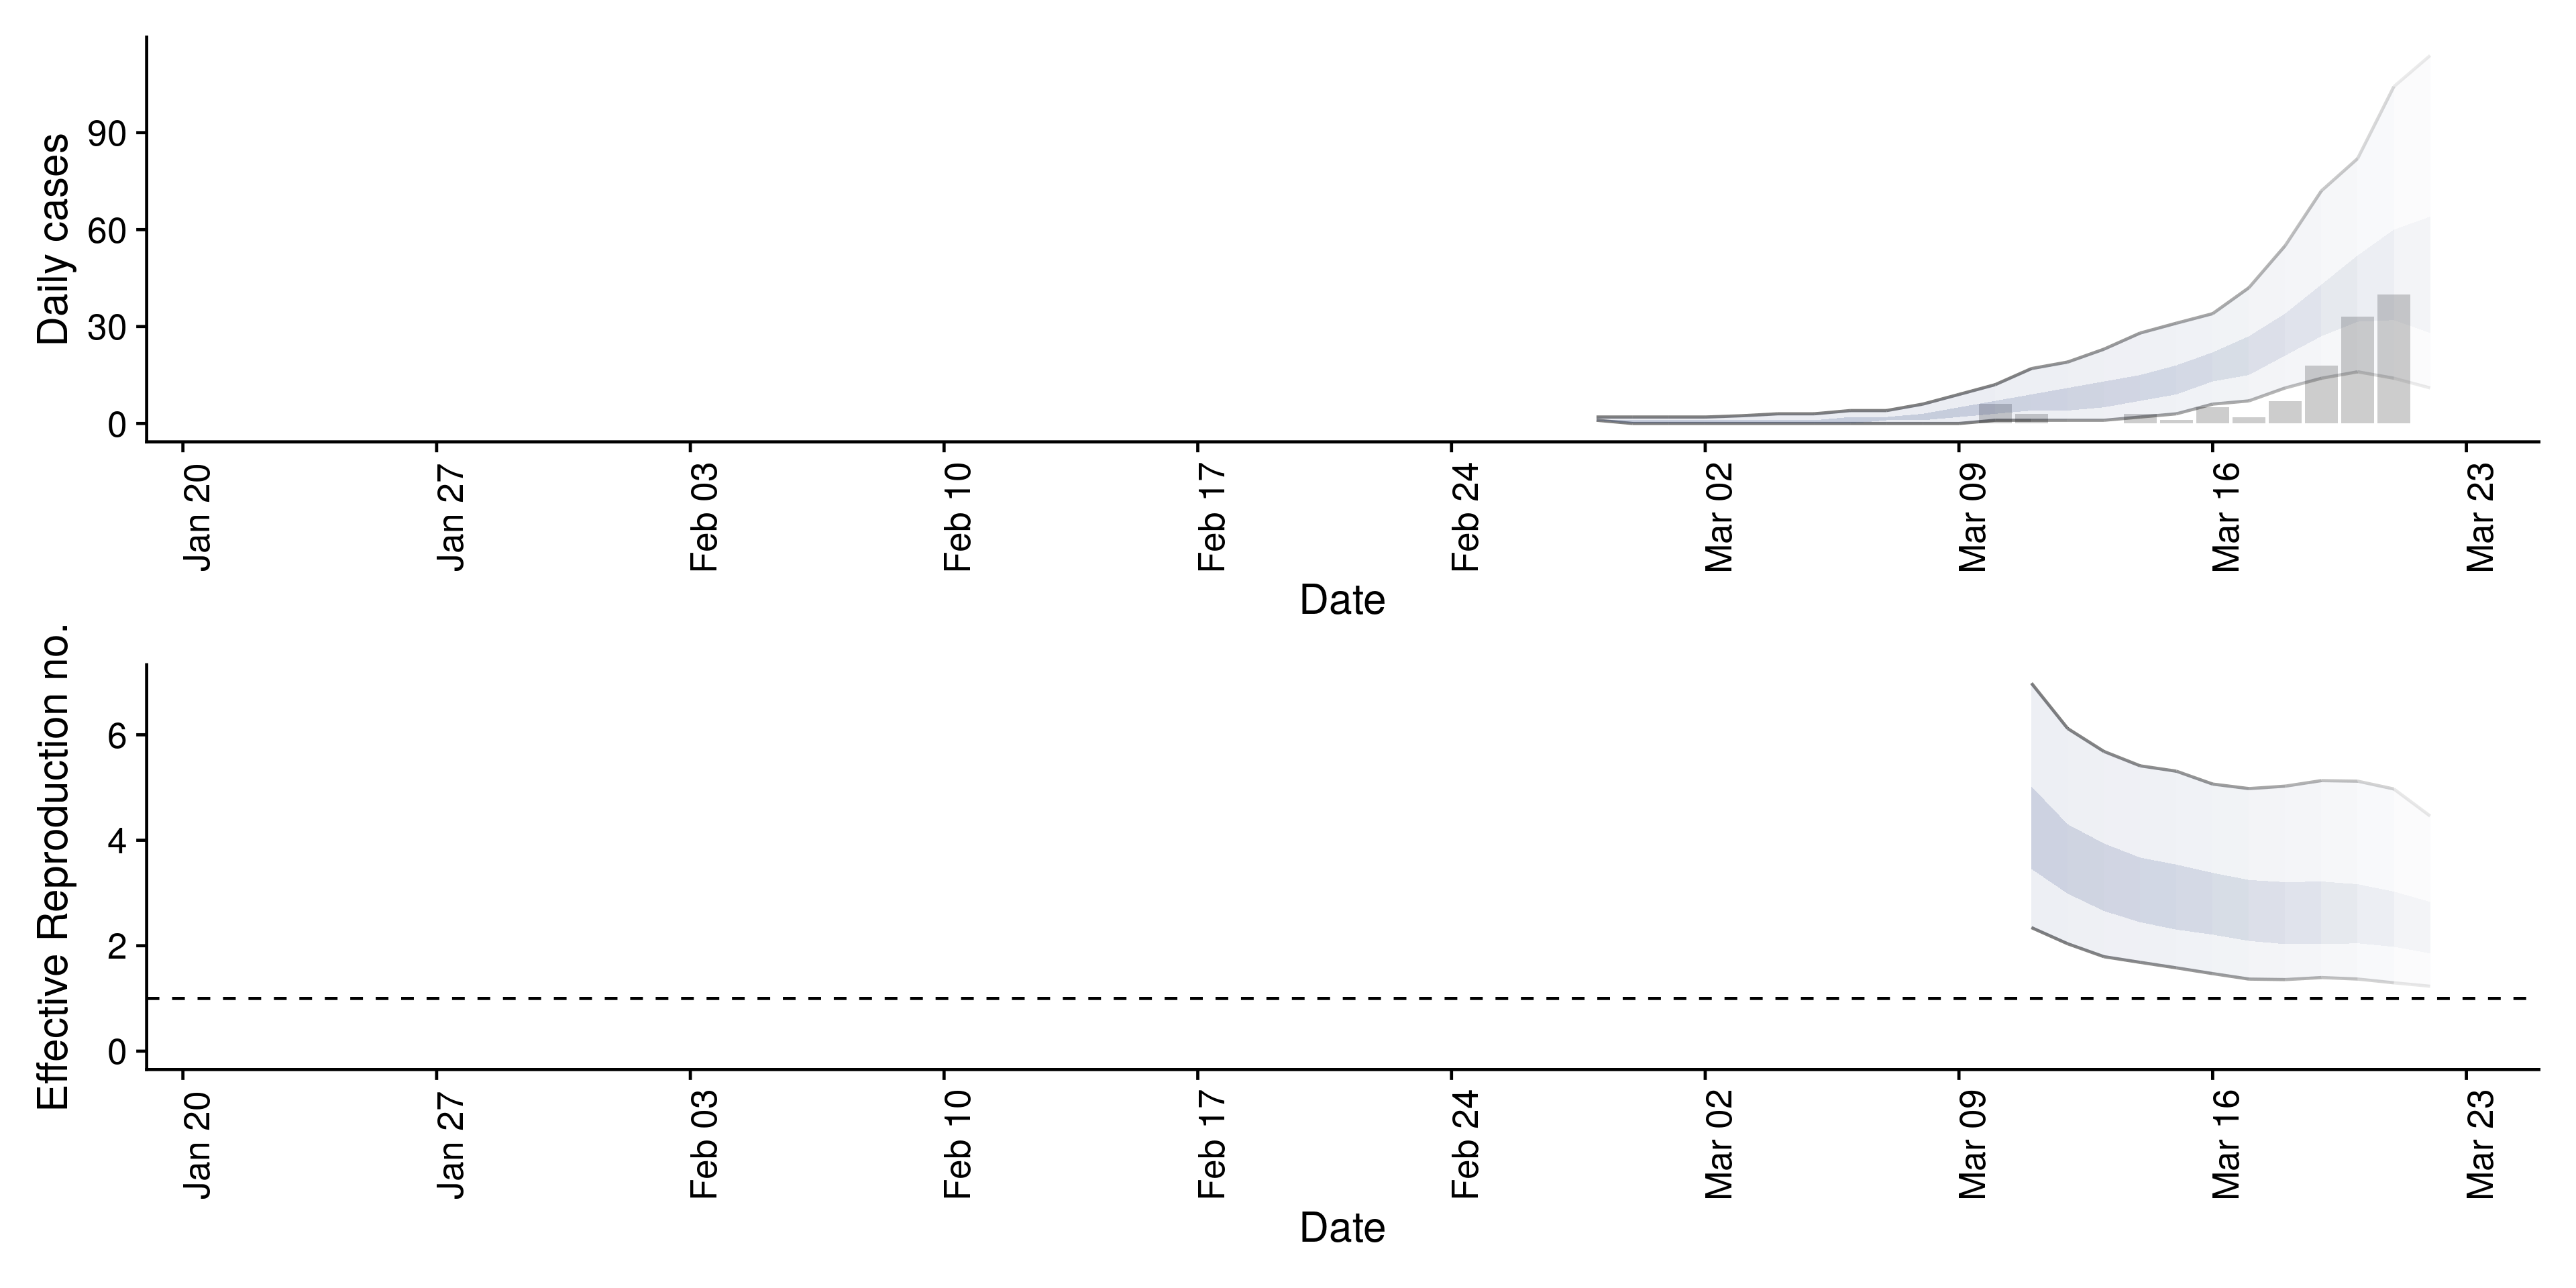 Daily cases
90
60
30
0
Jan 20
Jan 27
Feb 03
Feb 10
Feb 17
Feb 24
Mar 02
Mar 09
Mar 16
Mar 23
Date
Effective Reproduction no.
6
4
2
0
Jan 20
Jan 27
Feb 03
Feb 10
Feb 17
Feb 24
Mar 02
Mar 09
Mar 16
Mar 23
Date